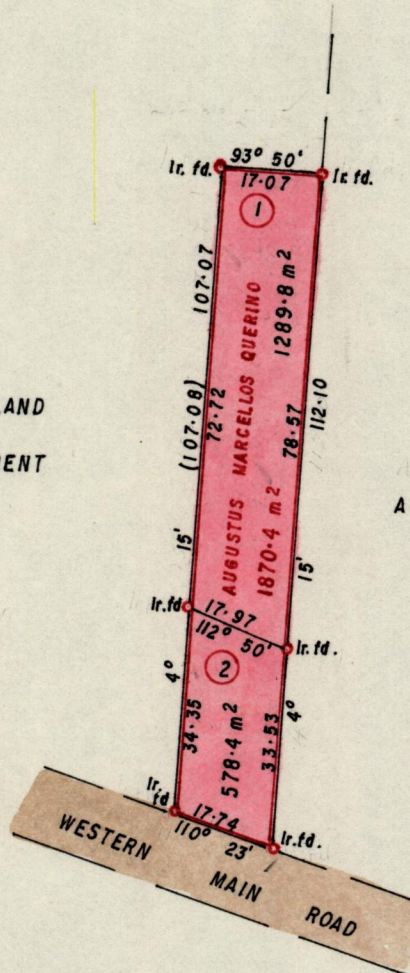 93° 50'
Ir. fd.
17·07
Ir. fd.
1
107·07
(107·08)
72·72
AUGUSTUS MARCELLOS QUERINO
1289·8 m²
1870·4 m²
78·57
112·10
LAND
ENT
A
15'
15'
Ir. fd
17·97
112° 50'
Ir. fd.
2
4°
4°
34·35
578·4 m²
33·53
Ir. fd
17·74
110° 23'
Ir. fd.
WESTERN MAIN ROAD